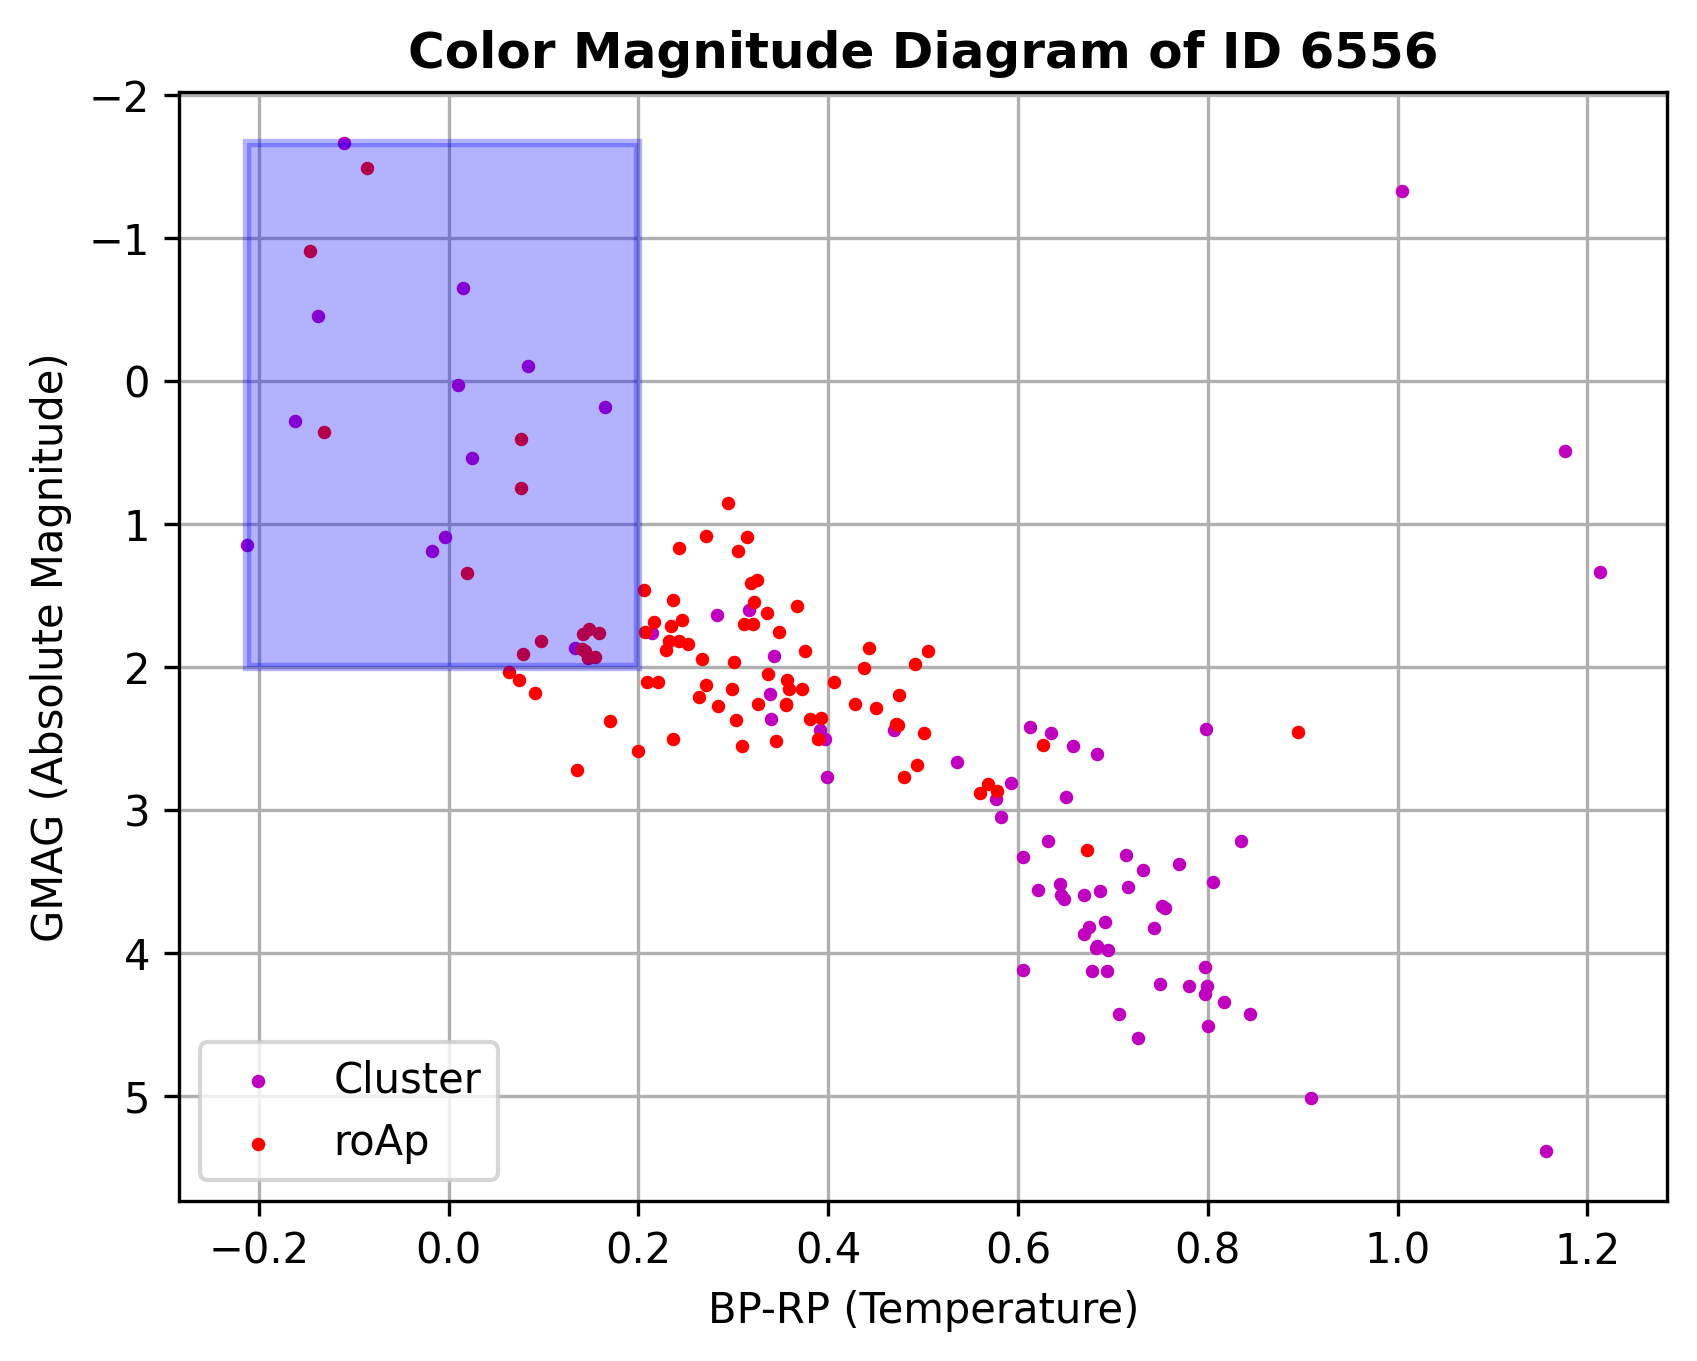 Color Magnitude Diagram of ID 6556
−2
−1
0
1
2
3
4
5
GMAG (Absolute Magnitude)
Cluster
roAp
−0.2 0.0 0.2 0.4 0.6 0.8 1.0 1.2
BP-RP (Temperature)